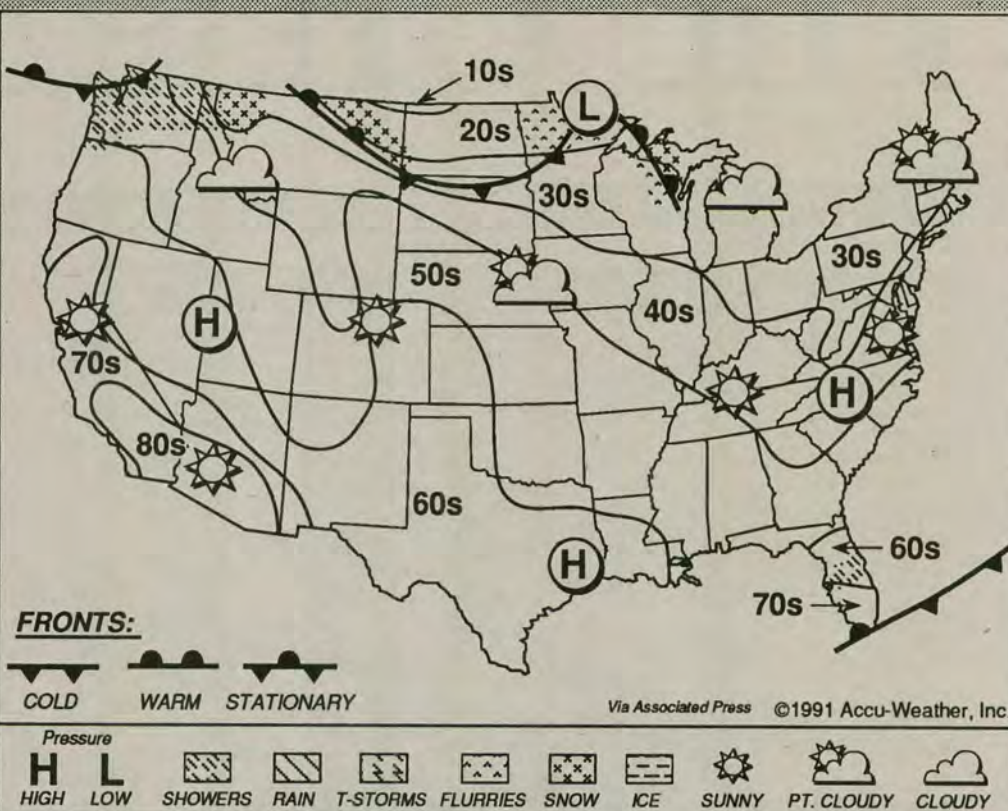 10s
L
20s
30s
50s
30s
40s
H
70s
H
80s
60s
H
60s
70s
FRONTS:
COLD WARM STATIONARY
Via Associated Press ©1991 Accu-Weather, Inc
Pressure
H L
HIGH LOW SHOWERS RAIN T-STORMS FLURRIES SNOW ICE SUNNY PT. CLOUDY CLOUDY